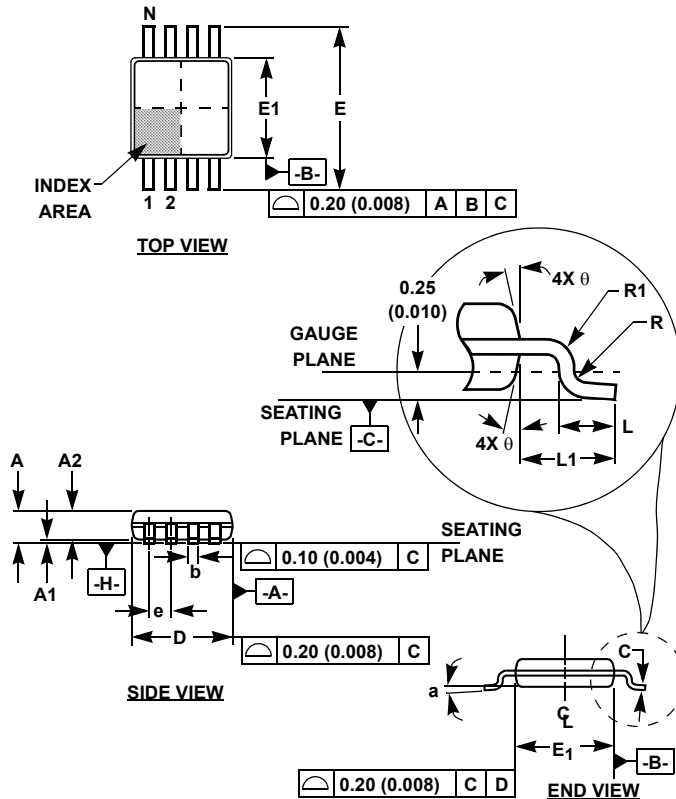 N
E1
E
-B-
INDEX
AREA
1 2
0.20 (0.008) A B C
TOP VIEW
0.25
(0.010)
4X θ
R1
R
GAUGE
PLANE
SEATING
PLANE
-C-
4X θ
L
L1
A A2
SEATING
PLANE
0.10 (0.004) C
A1
-H-
b
-A-
e
D
0.20 (0.008) C
SIDE VIEW
C
a
CL
E1
-B-
0.20 (0.008) C D
END VIEW